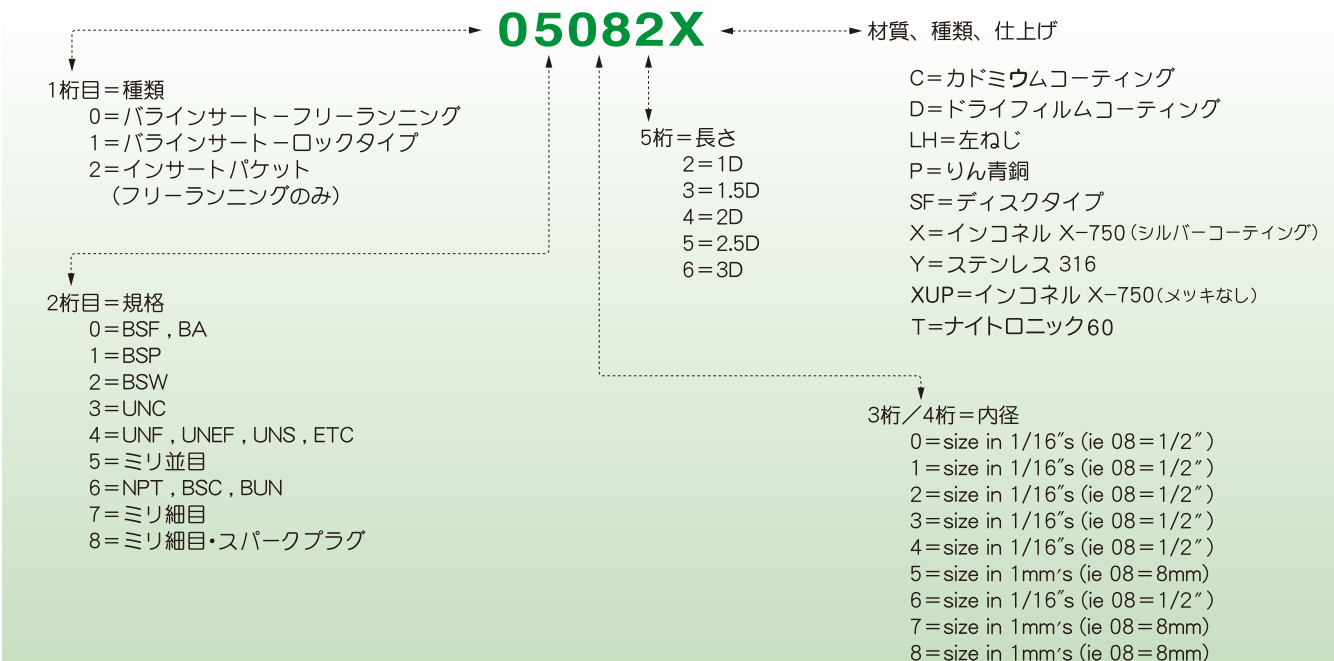 05082X
材質、種類、仕上げ
1桁目＝種類
0＝バラインサート－フリーランニング
1＝バラインサート－ロックタイプ
2＝インサートパケット
（フリーランニングのみ）
2桁目＝規格
0＝BSF , BA
1＝BSP
2＝BSW
3＝UNC
4＝UNF , UNEF , UNS , ETC
5＝ミリ並目
6＝NPT , BSC , BUN
7＝ミリ細目
8＝ミリ細目・スパークプラグ
5桁＝長さ
2＝1D
3＝1.5D
4＝2D
5＝2.5D
6＝3D
C＝カドミウムコーティング
D＝ドライフィルムコーティング
LH＝左ねじ
P＝りん青銅
SF＝ディスクタイプ
X＝インコネル X−750（シルバーコーティング）
Y＝ステンレス 316
XUP＝インコネル X−750（メッキなし）
T＝ナイトロニック60
3桁／4桁＝内径
0＝size in 1/16″s (ie 08＝1/2″)
1＝size in 1/16″s (ie 08＝1/2″)
2＝size in 1/16″s (ie 08＝1/2″)
3＝size in 1/16″s (ie 08＝1/2″)
4＝size in 1/16″s (ie 08＝1/2″)
5＝size in 1mm′s (ie 08＝8mm)
6＝size in 1/16″s (ie 08＝1/2″)
7＝size in 1mm′s (ie 08＝8mm)
8＝size in 1mm′s (ie 08＝8mm)